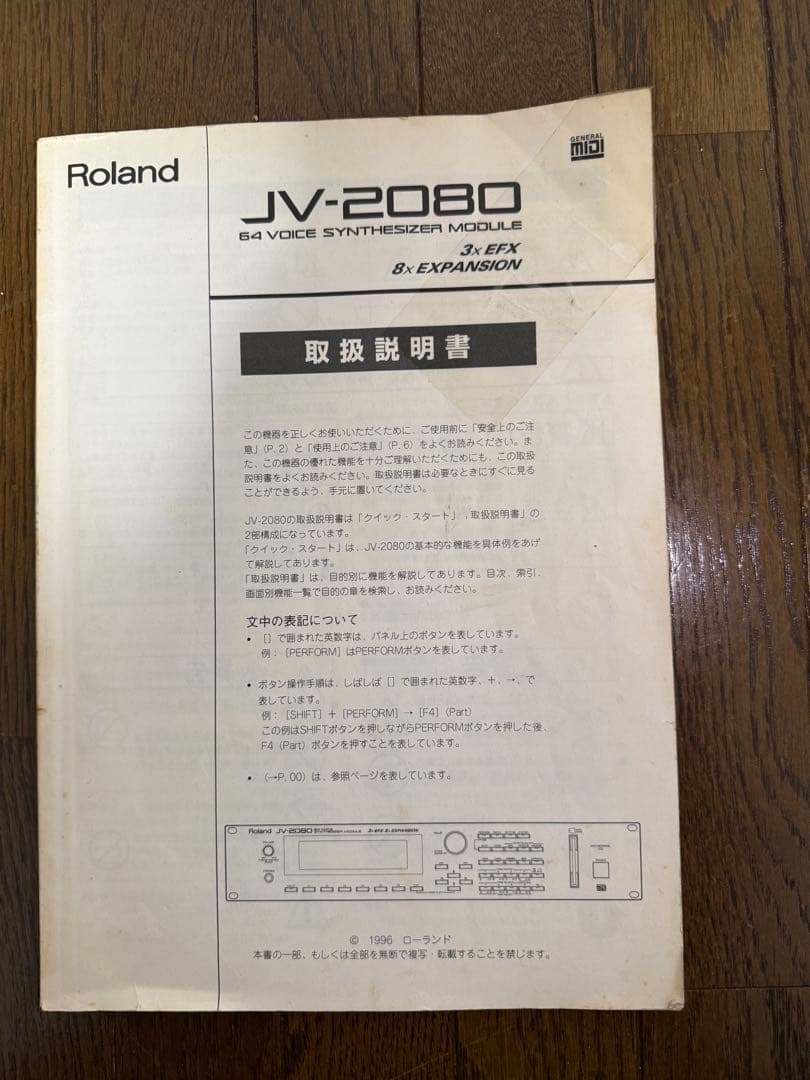 Roland
GENERAL
MIDI
JV-2080
64 VOICE SYNTHESIZER MODULE
3x EFX
8x EXPANSION
取扱説明書
この機器を正しくお使いいただくために、ご使用前に「安全上のご注
意」(P.2)と「使用上のご注意」(P.6)をよくお読みください。ま
た、この機器の優れた機能を十分ご理解いただくためにも、この取扱
説明書をよくお読みください。取扱説明書は必要なときにすぐに見る
ことができるよう、手元に置いてください。
JV-2080の取扱説明書は「クイック・スタート」、取扱説明書」の
2部構成になっています。
「クイック・スタート」は、JV-2080の基本的な機能を具体例をあげ
て解説してあります。
「取扱説明書」は、目的別に機能を解説してあります。目次、索引、
画面別機能一覧で目的の章を検索し、お読みください。
文中の表記について
• [] で囲まれた英数字は、パネル上のボタンを表しています。
例： [PERFORM] はPERFORMボタンを表しています。
• ボタン操作手順は、しばしば [] で囲まれた英数字、＋、→、で
表しています。
例： [SHIFT] ＋ [PERFORM] → [F4] (Part)
この例はSHIFTボタンを押しながらPERFORMボタンを押した後、
F4 (Part) ボタンを押すことを表しています。
• (→P.00) は、参照ページを表しています。
Roland JV-2080 3x EFX 8x EXPANSION
© 1996 ローランド
本書の一部、もしくは全部を無断で複写・転載することを禁じます。